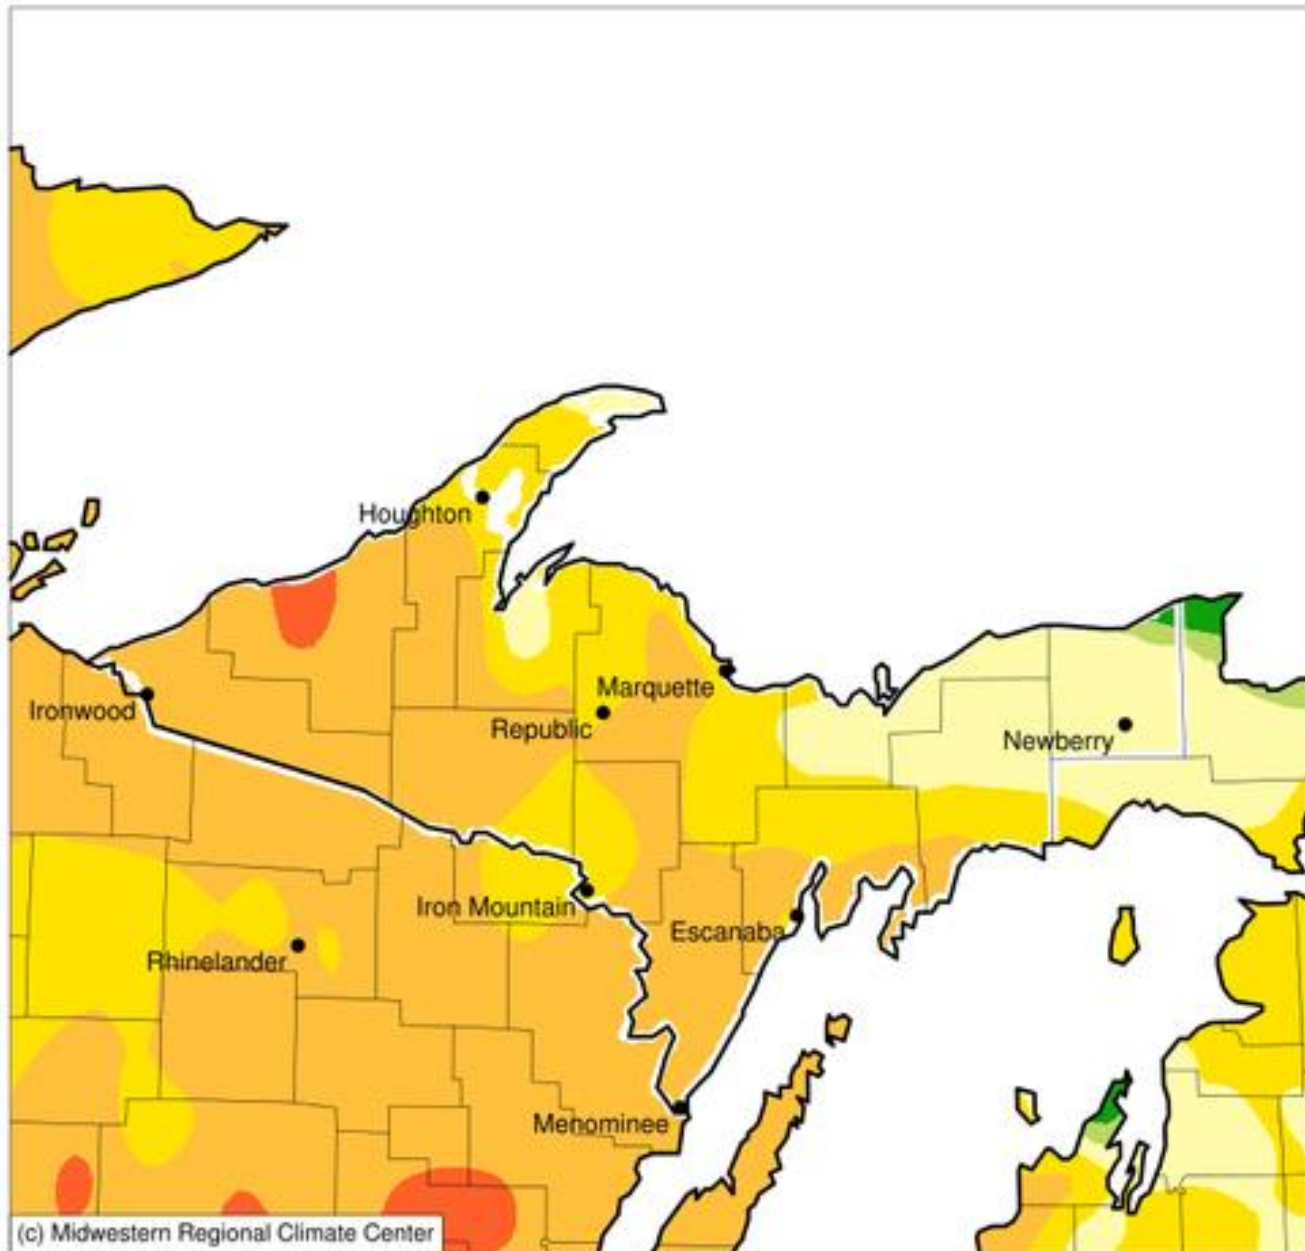 Houghton
Marquette
Ironwood
Republic
Newberry
Iron Mountain
Escanaba
Rhinelander
Menominee
(c) Midwestern Regional Climate Center